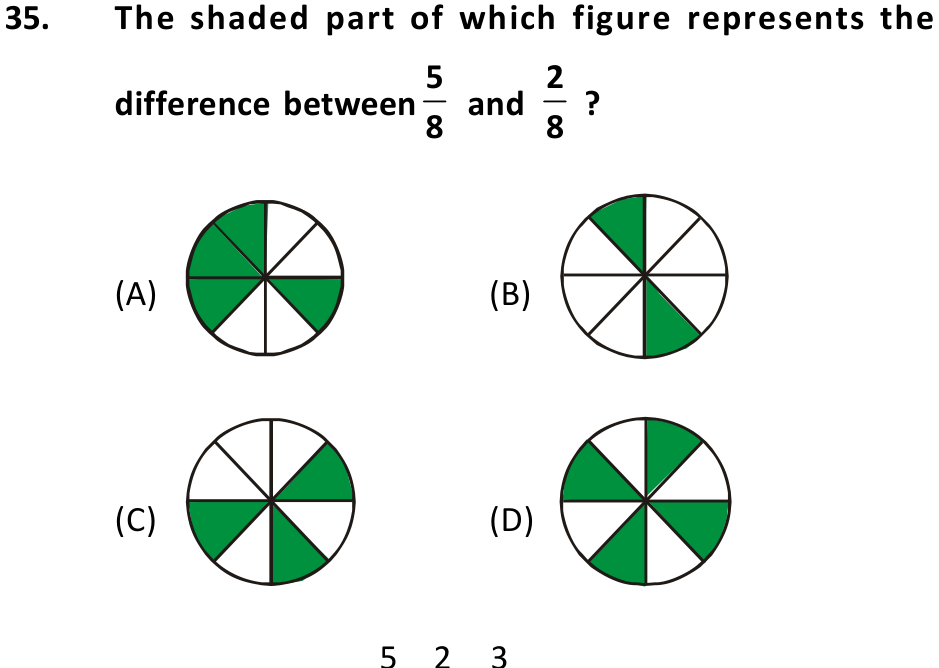 35. The shaded part of which figure represents the
difference between 5/8 and 2/8 ?
(A) (B)
(C) (D)
5 2 3